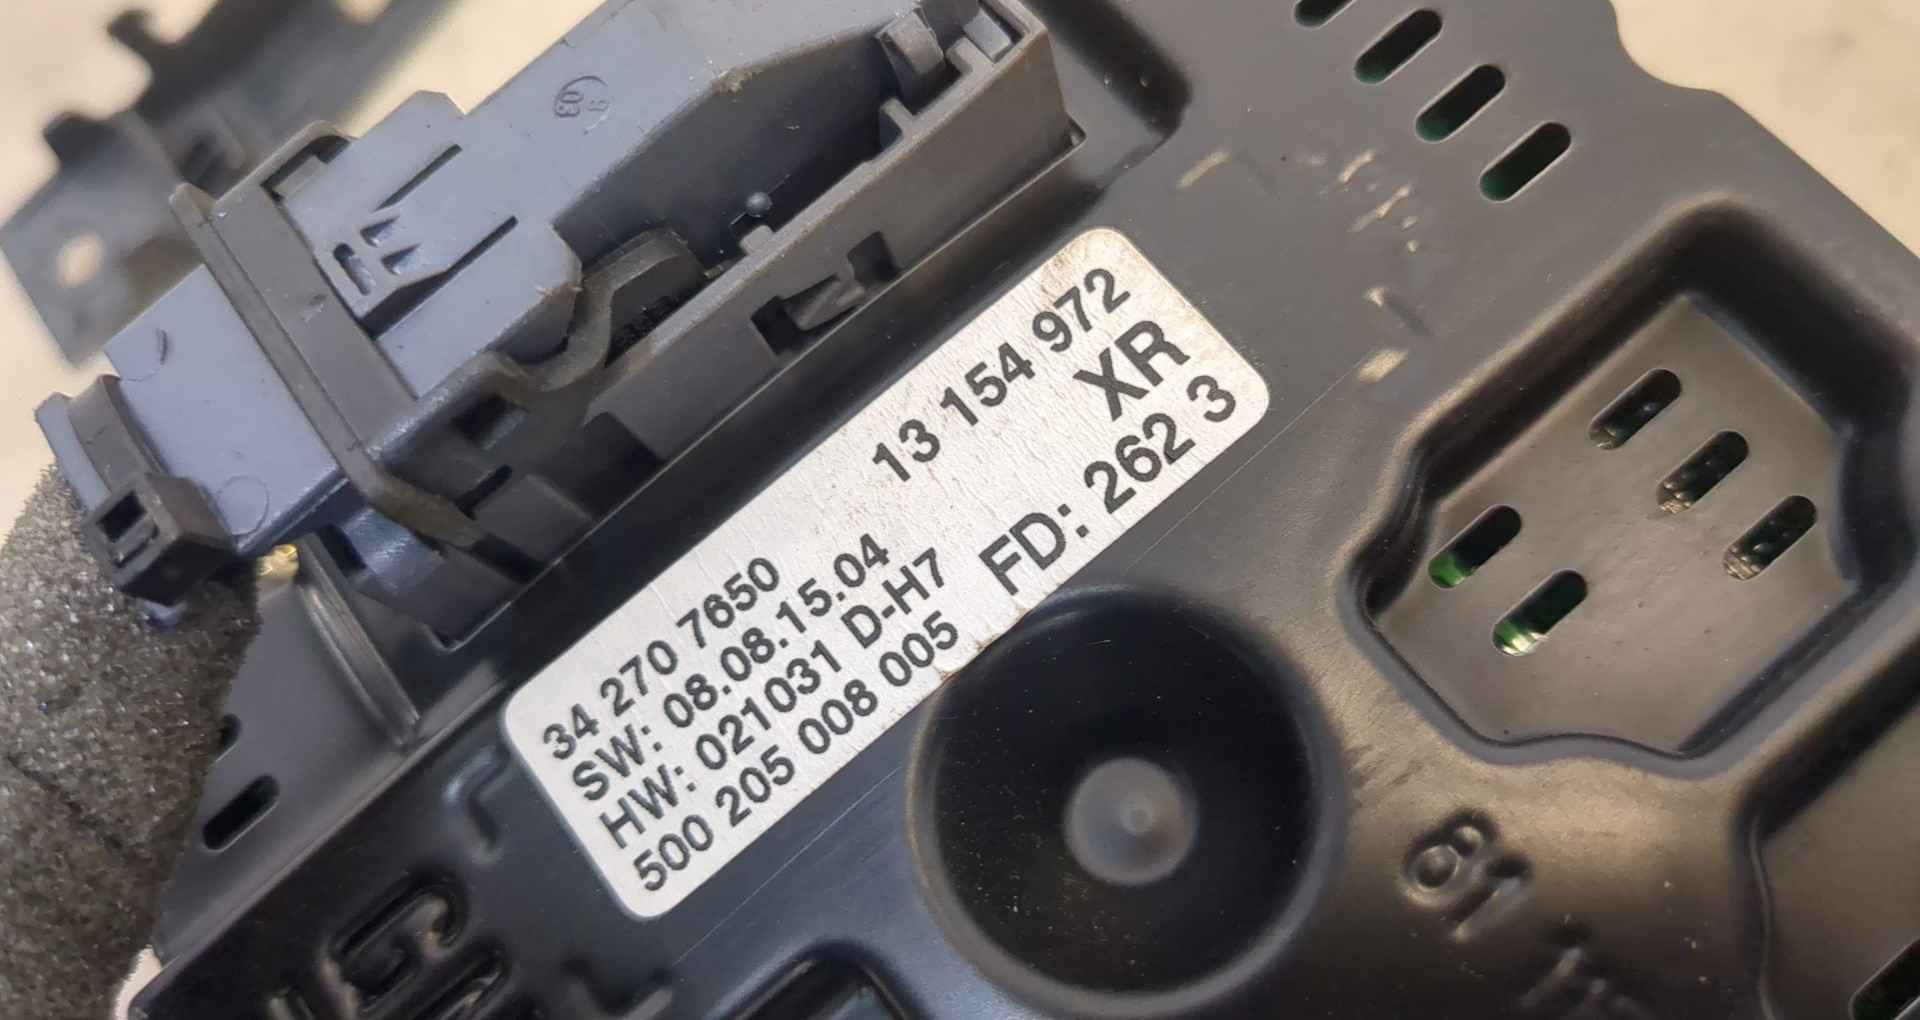 13 154 972
XR
34 270 7650
SW: 08.08.15.04
HW: 021031 D-H7
500 205 008 005 FD: 262 3
61